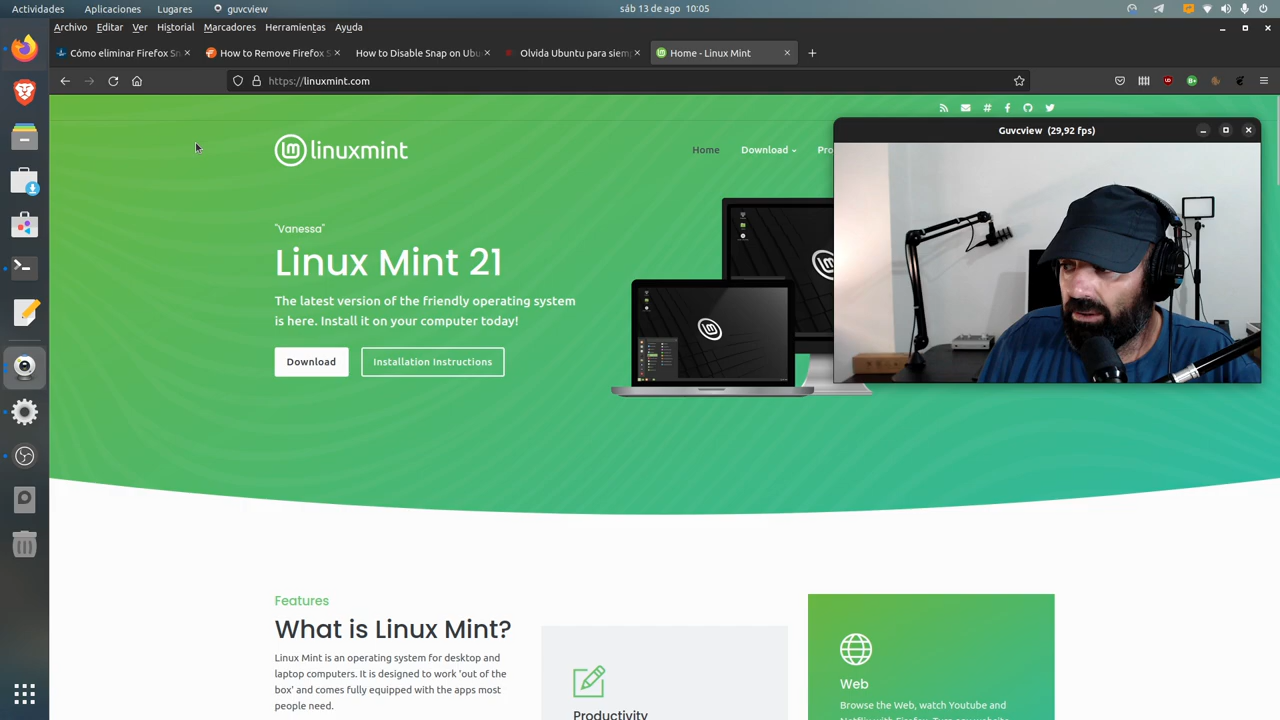 Actividades Aplicaciones Lugares guvcview sáb 13 de ago 10:05
Archivo Editar Ver Historial Marcadores Herramientas Ayuda
Cómo eliminar Firefox Sn How to Remove Firefox S How to Disable Snap on Ubu Olvida Ubuntu para siem Home - Linux Mint
https://linuxmint.com
Guvcview (29,92 fps)
linuxmint
Home Download Pro
"Vanessa"
Linux Mint 21
The latest version of the friendly operating system
is here. Install it on your computer today!
Download Installation Instructions
Features
What is Linux Mint?
Linux Mint is an operating system for desktop and
laptop computers. It is designed to work 'out of the
box' and comes fully equipped with the apps most
people need.
Productivity
Web
Browse the Web, watch Youtube and
Netflix with Firefox. Turn any website